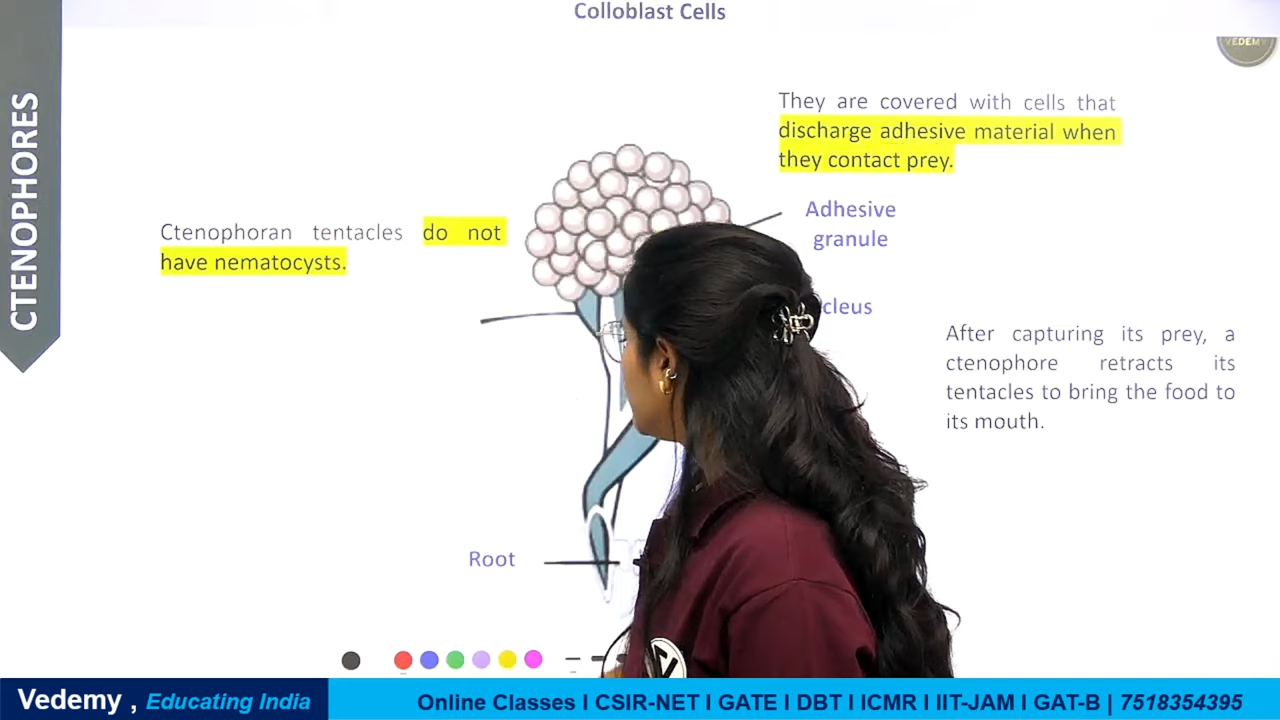 Colloblast Cells
VEDEMY
CTENOPHORES
They are covered with cells that
discharge adhesive material when
they contact prey.
Ctenophoran tentacles do not
have nematocysts.
Adhesive
granule
cleus
After capturing its prey, a
ctenophore retracts its
tentacles to bring the food to
its mouth.
Root
Vedemy , Educating India
Online Classes I CSIR-NET I GATE I DBT I ICMR I IIT-JAM I GAT-B | 7518354395